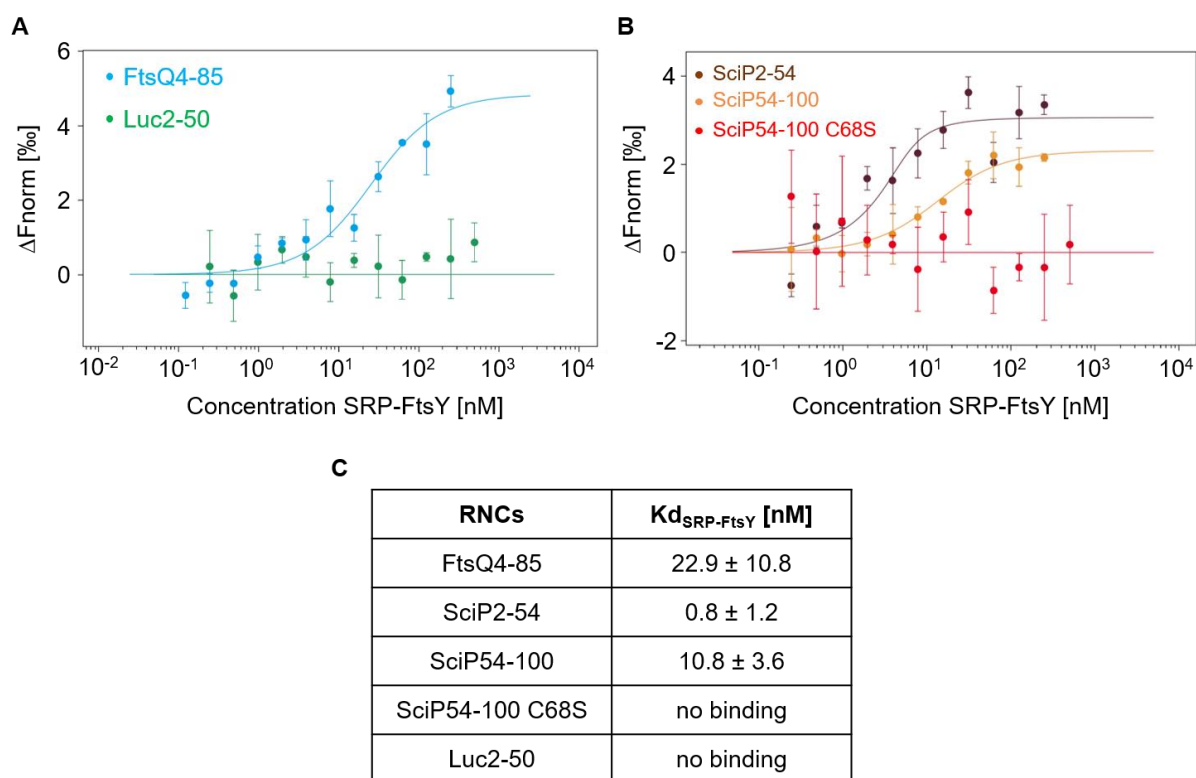 A
B
6
4
2
0
ΔFnorm [‰]
FtsQ4-85
Luc2-50
10⁻² 10⁻¹ 10⁰ 10¹ 10² 10³ 10⁴
Concentration SRP-FtsY [nM]
4
2
0
-2
ΔFnorm [‰]
SciP2-54
SciP54-100
SciP54-100 C68S
10⁻¹ 10⁰ 10¹ 10² 10³ 10⁴
Concentration SRP-FtsY [nM]
C
RNCs Kd_SRP-FtsY [nM]
FtsQ4-85 22.9 ± 10.8
SciP2-54 0.8 ± 1.2
SciP54-100 10.8 ± 3.6
SciP54-100 C68S no binding
Luc2-50 no binding